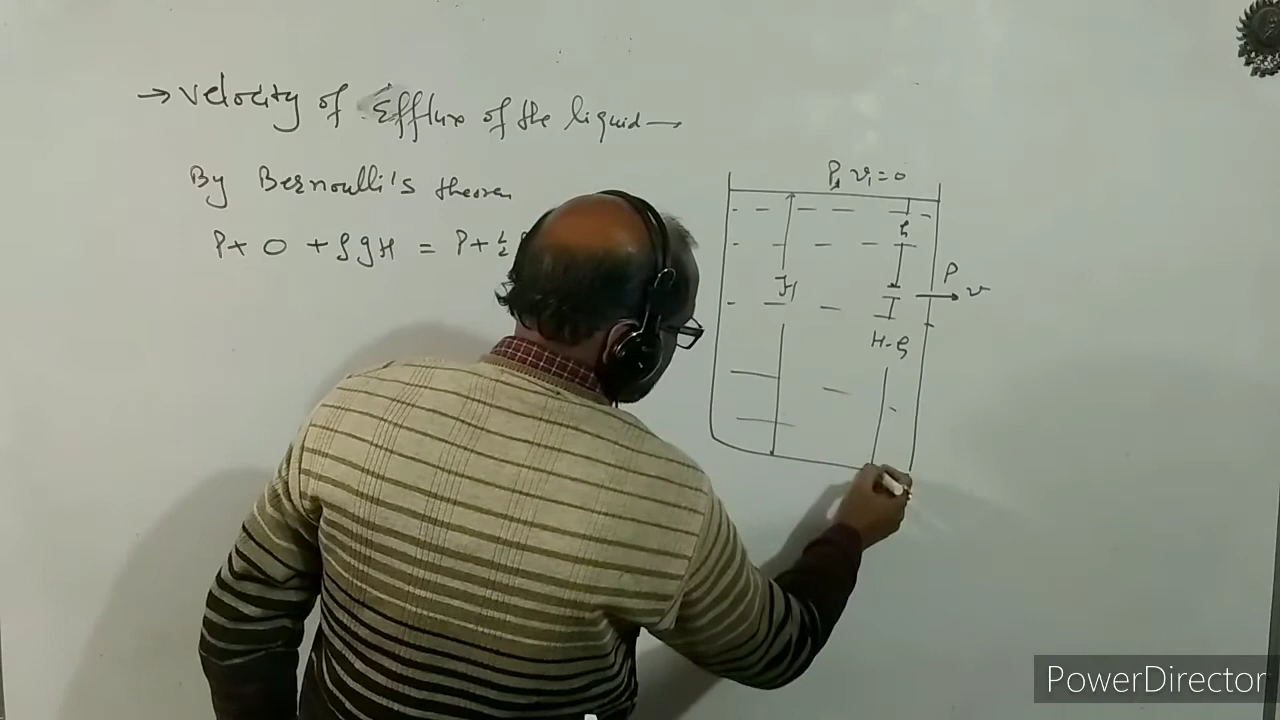 → Velocity of Efflux of the liquid —
By Bernoulli's theorem
P + 0 + ρgH = P + 1/2
P, v₁ = 0
h
H
P
v
H-h
PowerDirector